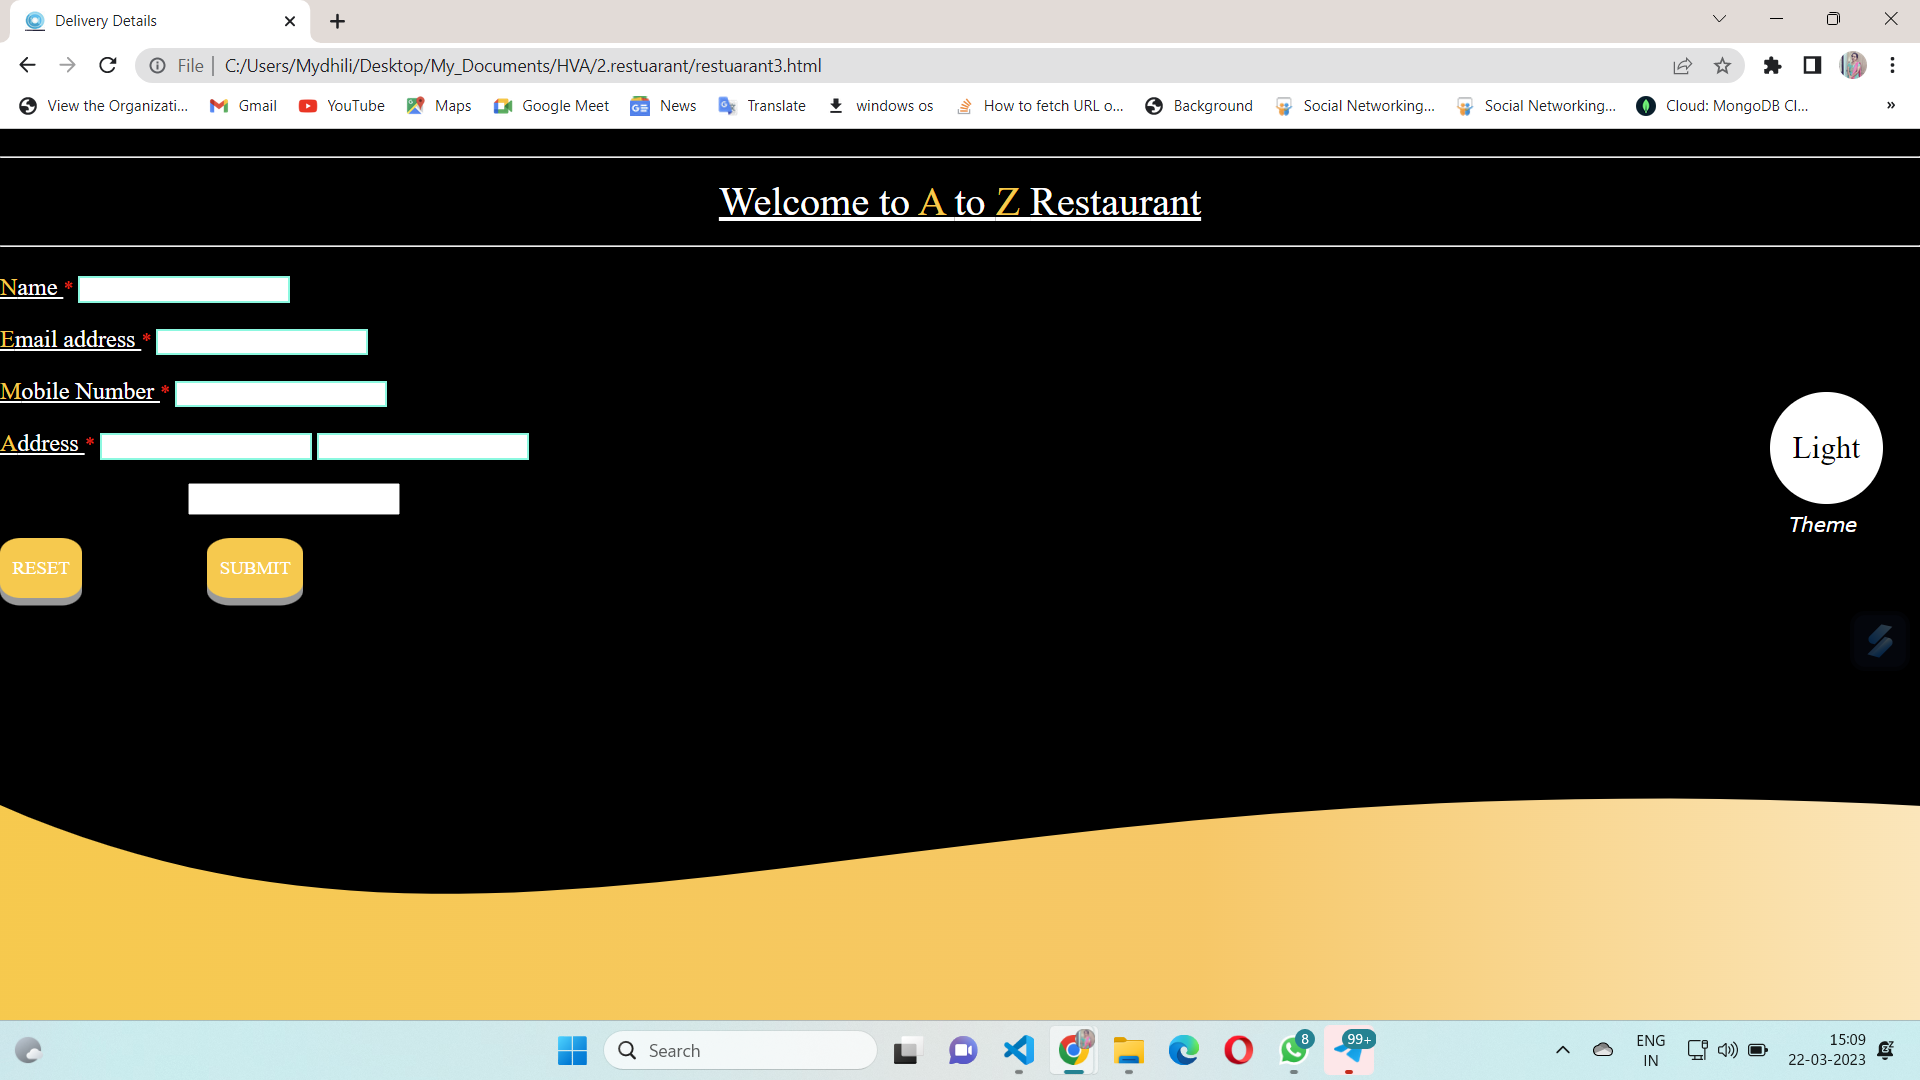 Delivery Details
File | C:/Users/Mydhili/Desktop/My_Documents/HVA/2.restuarant/restuarant3.html
View the Organizati... Gmail YouTube Maps Google Meet News Translate windows os How to fetch URL o... Background Social Networking... Social Networking... Cloud: MongoDB Cl... »
Welcome to A to Z Restaurant
Name *
Email address *
Mobile Number *
Address *
Light
Theme
RESET SUBMIT
Search
8
99+
ENG
IN
15:09
22-03-2023